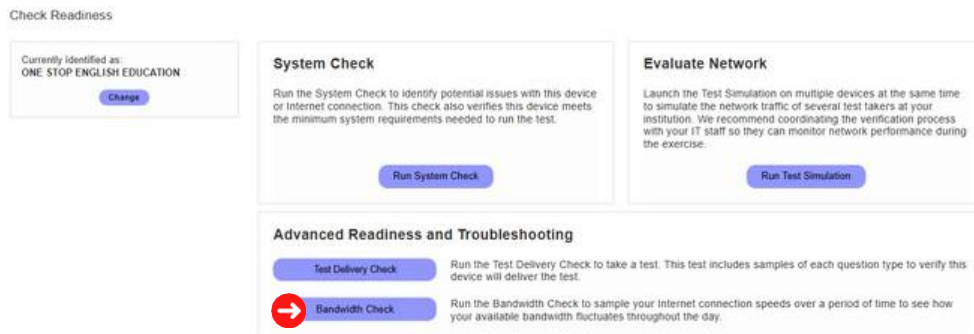 Check Readiness
Currently identified as:
ONE STOP ENGLISH EDUCATION
Change
System Check
Run the System Check to identify potential issues with this device
or Internet connection. This check also verifies this device meets
the minimum system requirements needed to run the test.
Run System Check
Evaluate Network
Launch the Test Simulation on multiple devices at the same time
to simulate the network traffic of several test takers at your
institution. We recommend coordinating the verification process
with your IT staff so they can monitor network performance during
the exercise.
Run Test Simulation
Advanced Readiness and Troubleshooting
Test Delivery Check
Run the Test Delivery Check to take a test. This test includes samples of each question type to verify this
device will deliver the test.
Bandwidth Check
Run the Bandwidth Check to sample your Internet connection speeds over a period of time to see how
your available bandwidth fluctuates throughout the day.